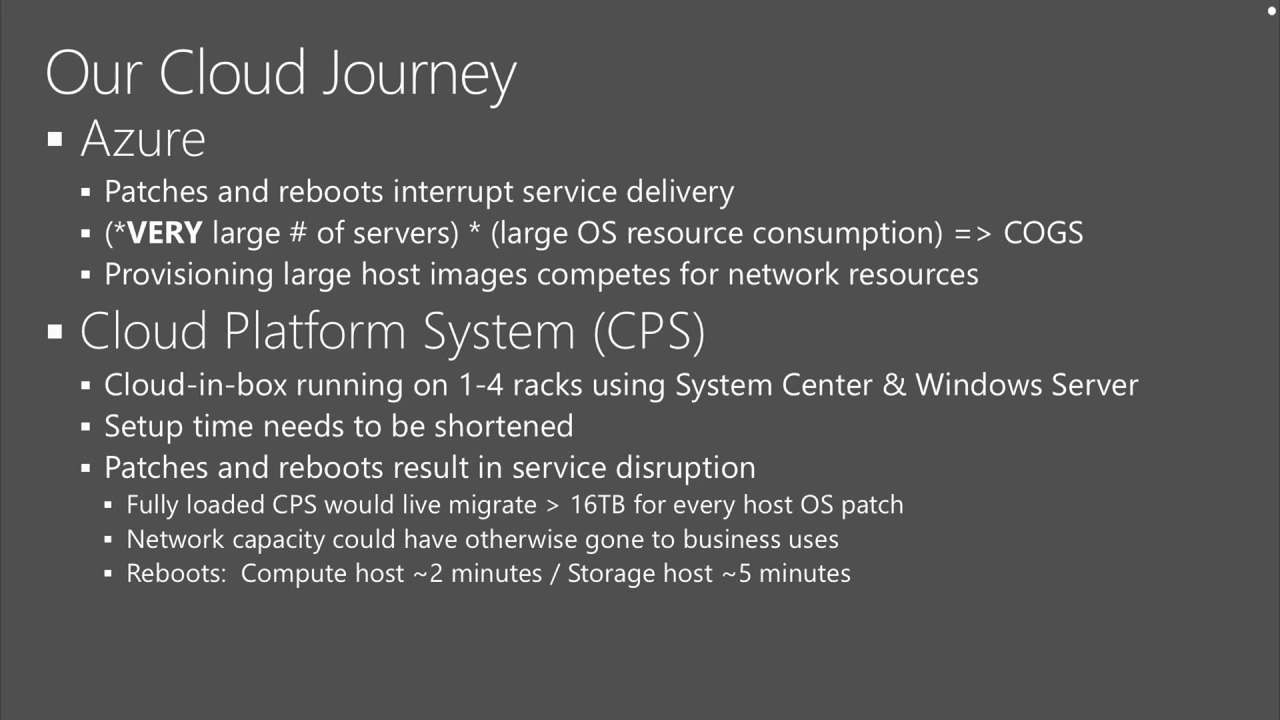 Our Cloud Journey
▪ Azure
▪ Patches and reboots interrupt service delivery
▪ (*VERY large # of servers) * (large OS resource consumption) => COGS
▪ Provisioning large host images competes for network resources
▪ Cloud Platform System (CPS)
▪ Cloud-in-box running on 1-4 racks using System Center & Windows Server
▪ Setup time needs to be shortened
▪ Patches and reboots result in service disruption
▪ Fully loaded CPS would live migrate > 16TB for every host OS patch
▪ Network capacity could have otherwise gone to business uses
▪ Reboots:  Compute host ~2 minutes / Storage host ~5 minutes